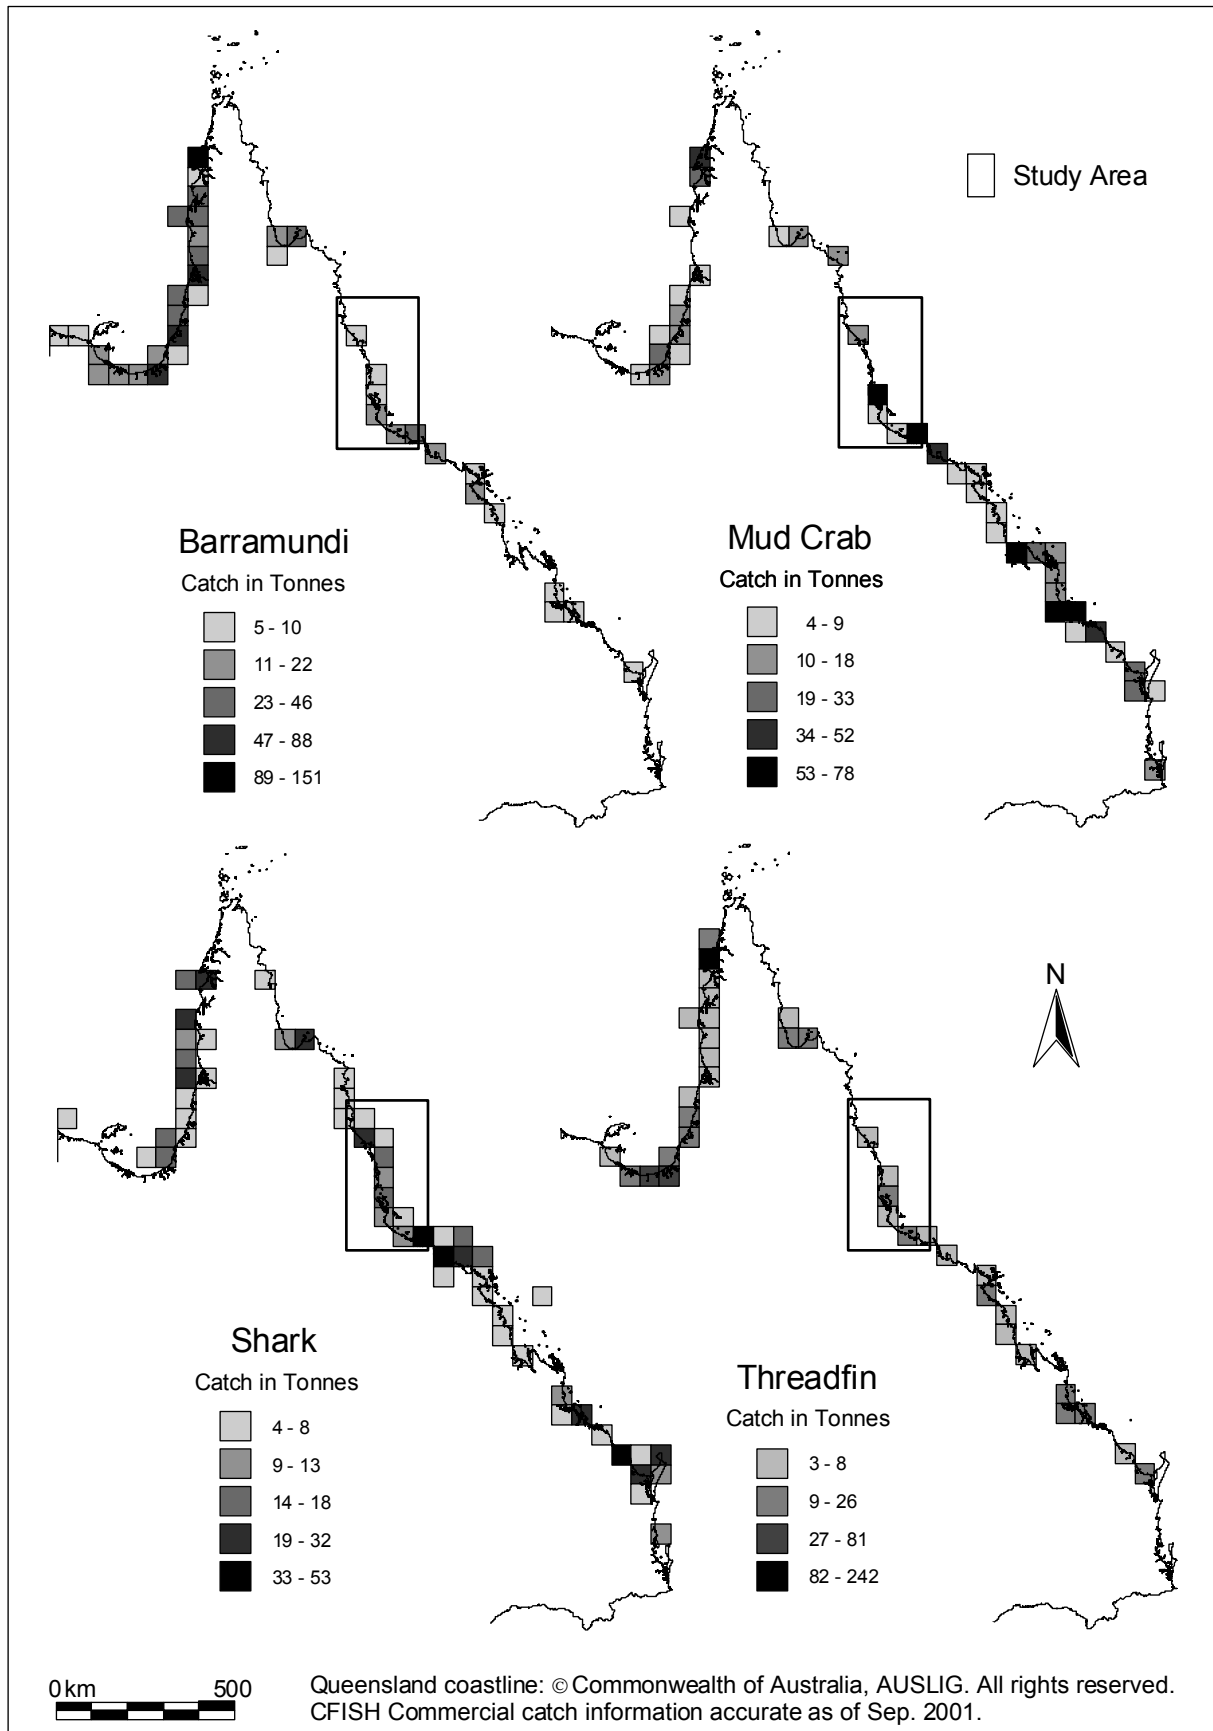 Study Area
Barramundi
Catch in Tonnes
5 - 10
11 - 22
23 - 46
47 - 88
89 - 151
Mud Crab
Catch in Tonnes
4 - 9
10 - 18
19 - 33
34 - 52
53 - 78
N
Shark
Catch in Tonnes
4 - 8
9 - 13
14 - 18
19 - 32
33 - 53
Threadfin
Catch in Tonnes
3 - 8
9 - 26
27 - 81
82 - 242
0 km 500
Queensland coastline: © Commonwealth of Australia, AUSLIG. All rights reserved.
CFISH Commercial catch information accurate as of Sep. 2001.